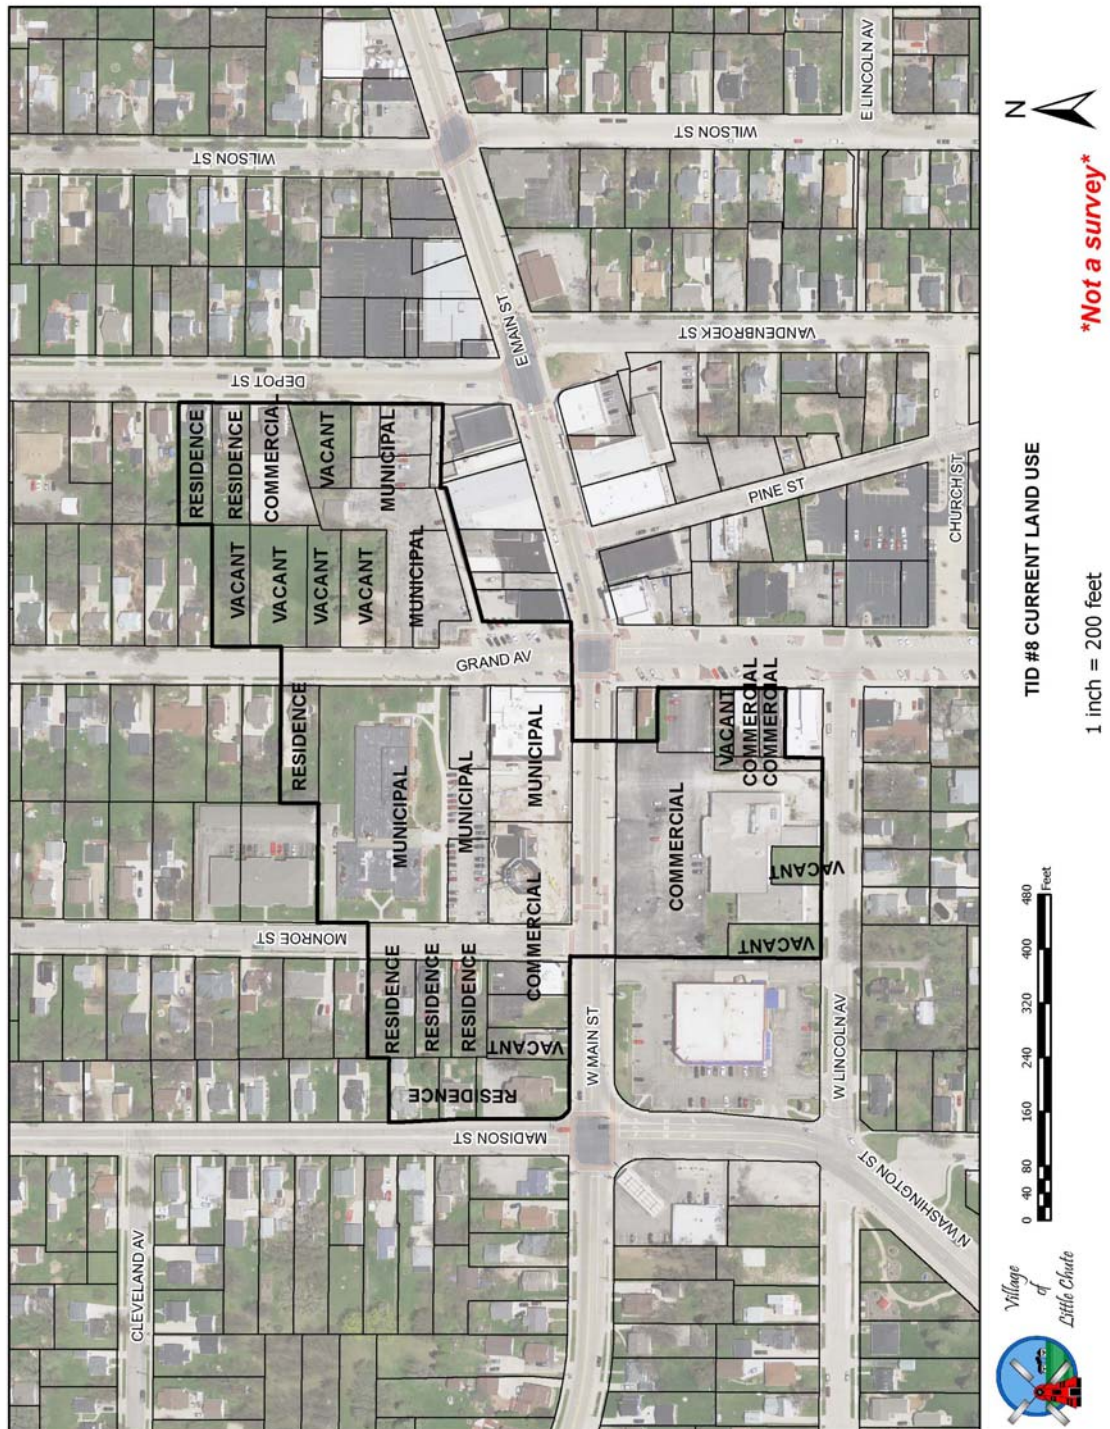 E LINCOLN AV
WILSON ST
WILSON ST
N
*Not a survey*
E MAIN ST
VANDENBROEK ST
DEPOT ST
RESIDENCE
RESIDENCE
COMMERCIAL
VACANT
MUNICIPAL
PINE ST
CHURCH ST
TID #8 CURRENT LAND USE
1 inch = 200 feet
VACANT
VACANT
VACANT
VACANT
MUNICIPAL
GRAND AV
RESIDENCE
MUNICIPAL
MUNICIPAL
MUNICIPAL
VACANT
COMMERCIAL
COMMERCIAL
COMMERCIAL
VACANT
VACANT
MONROE ST
RESIDENCE
RESIDENCE
RESIDENCE
COMMERCIAL
VACANT
RESIDENCE
W MAIN ST
W LINCOLN AV
MADISON ST
N WASHINGTON ST
CLEVELAND AV
0 40 80 160 240 320 400 480
Feet
Village
of
Little Chute